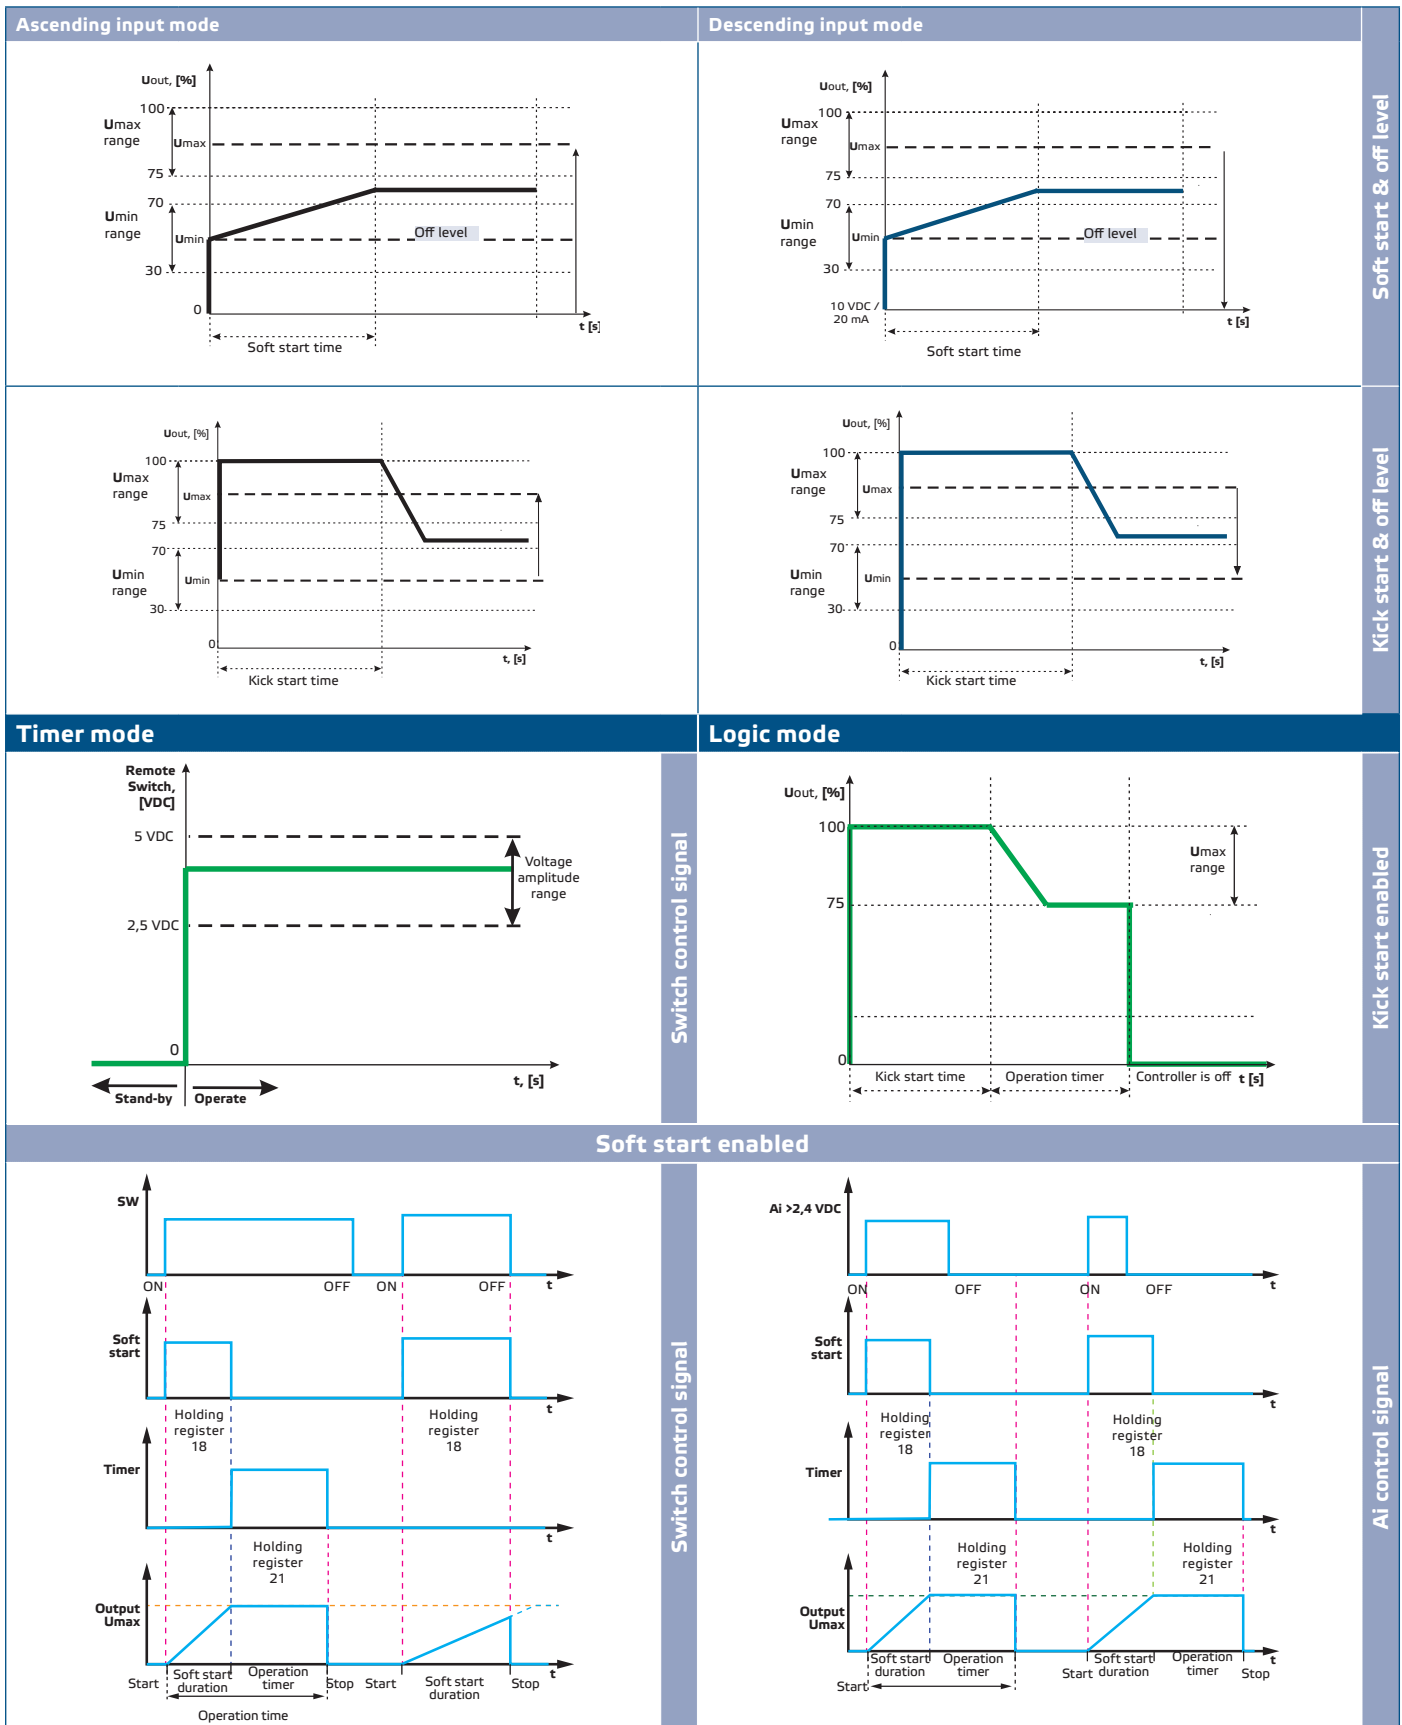 Ascending input mode
Descending input mode
Soft start & off level
Uout, [%]
100
Umax
range
Umax
75
70
Umin
range
Umin
Off level
30
0
t [s]
Soft start time
Uout, [%]
100
Umax
range
Umax
75
70
Umin
range
Umin
Off level
30
10 VDC /
20 mA
t [s]
Soft start time
Kick start & off level
Uout, [%]
100
Umax
range
Umax
75
70
Umin
range
Umin
30
0
t, [s]
Kick start time
Uout, [%]
100
Umax
range
Umax
75
70
Umin
range
Umin
30
0
t, [s]
Kick start time
Timer mode
Logic mode
Remote
Switch,
[VDC]
5 VDC
Voltage
amplitude
range
2,5 VDC
0
t, [s]
Stand-by
Operate
Switch control signal
Uout, [%]
100
Umax
range
75
0
Kick start time
Operation timer
Controller is off
t [s]
Kick start enabled
Soft start enabled
SW
ON
OFF
ON
OFF
t
Soft
start
t
Holding
register
18
Holding
register
18
Timer
t
Holding
register
21
Output
Umax
t
Start
Soft start
duration
Operation
timer
Stop
Start
Soft start
duration
Stop
Operation time
Switch control signal
Ai >2,4 VDC
ON
OFF
ON
OFF
t
Soft
start
t
Holding
register
18
Holding
register
18
Timer
t
Holding
register
21
Holding
register
21
Output
Umax
t
Start
Soft start
duration
Operation
timer
Start
Soft start
duration
Operation
timer
Stop
Ai control signal